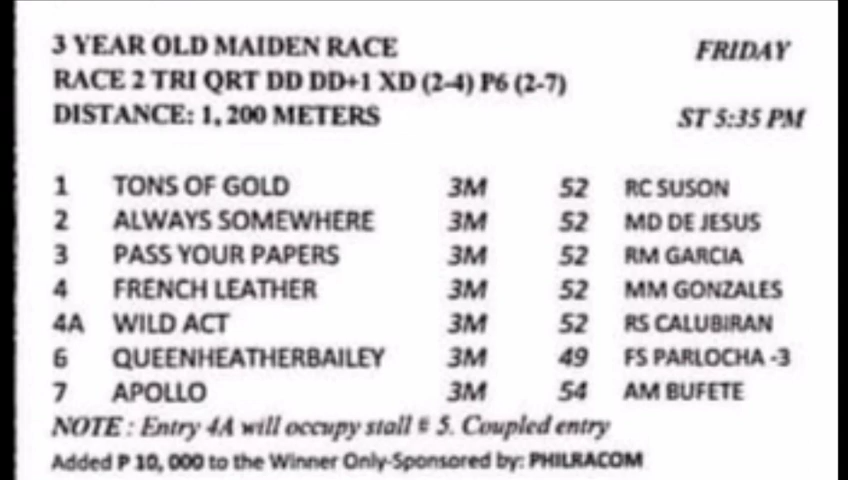 3 YEAR OLD MAIDEN RACE FRIDAY
RACE 2 TRI QRT DD DD+1 XD (2-4) P6 (2-7)
DISTANCE: 1, 200 METERS ST 5:35 PM
1 TONS OF GOLD 3M 52 RC SUSON
2 ALWAYS SOMEWHERE 3M 52 MD DE JESUS
3 PASS YOUR PAPERS 3M 52 RM GARCIA
4 FRENCH LEATHER 3M 52 MM GONZALES
4A WILD ACT 3M 52 RS CALUBIRAN
6 QUEENHEATHERBAILEY 3M 49 FS PARLOCHA -3
7 APOLLO 3M 54 AM BUFETE
NOTE : Entry 4A will occupy stall # 5. Coupled entry
Added P 10, 000 to the Winner Only-Sponsored by: PHILRACOM